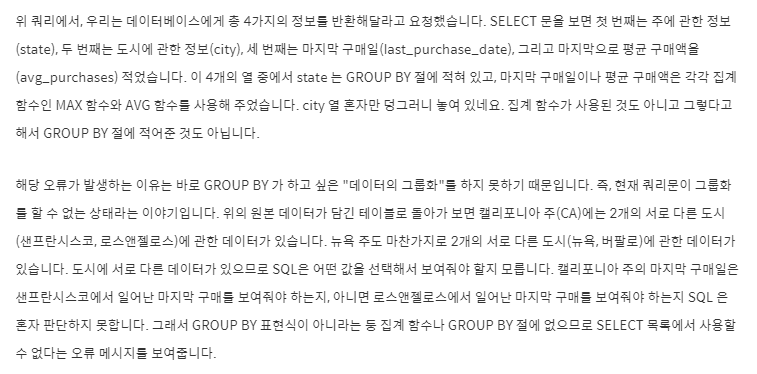 위 쿼리에서, 우리는 데이터베이스에게 총 4가지의 정보를 반환해달라고 요청했습니다. SELECT 문을 보면 첫 번째는 주에 관한 정보
(state), 두 번째는 도시에 관한 정보(city), 세 번째는 마지막 구매일(last_purchase_date), 그리고 마지막으로 평균 구매액을
(avg_purchases) 적었습니다. 이 4개의 열 중에서 state 는 GROUP BY 절에 적혀 있고, 마지막 구매일이나 평균 구매액은 각각 집계
함수인 MAX 함수와 AVG 함수를 사용해 주었습니다. city 열 혼자만 덩그러니 놓여 있네요. 집계 함수가 사용된 것도 아니고 그렇다고
해서 GROUP BY 절에 적어준 것도 아닙니다.
해당 오류가 발생하는 이유는 바로 GROUP BY 가 하고 싶은 "데이터의 그룹화"를 하지 못하기 때문입니다. 즉, 현재 쿼리문이 그룹화
를 할 수 없는 상태라는 이야기입니다. 위의 원본 데이터가 담긴 테이블로 돌아가 보면 캘리포니아 주(CA)에는 2개의 서로 다른 도시
(샌프란시스코, 로스앤젤로스)에 관한 데이터가 있습니다. 뉴욕 주도 마찬가지로 2개의 서로 다른 도시(뉴욕, 버팔로)에 관한 데이터가
있습니다. 도시에 서로 다른 데이터가 있으므로 SQL은 어떤 값을 선택해서 보여줘야 할지 모릅니다. 캘리포니아 주의 마지막 구매일은
샌프란시스코에서 일어난 마지막 구매를 보여줘야 하는지, 아니면 로스앤젤로스에서 일어난 마지막 구매를 보여줘야 하는지 SQL 은
혼자 판단하지 못합니다. 그래서 GROUP BY 표현식이 아니라는 둥 집계 함수나 GROUP BY 절에 없으므로 SELECT 목록에서 사용할
수 없다는 오류 메시지를 보여줍니다.